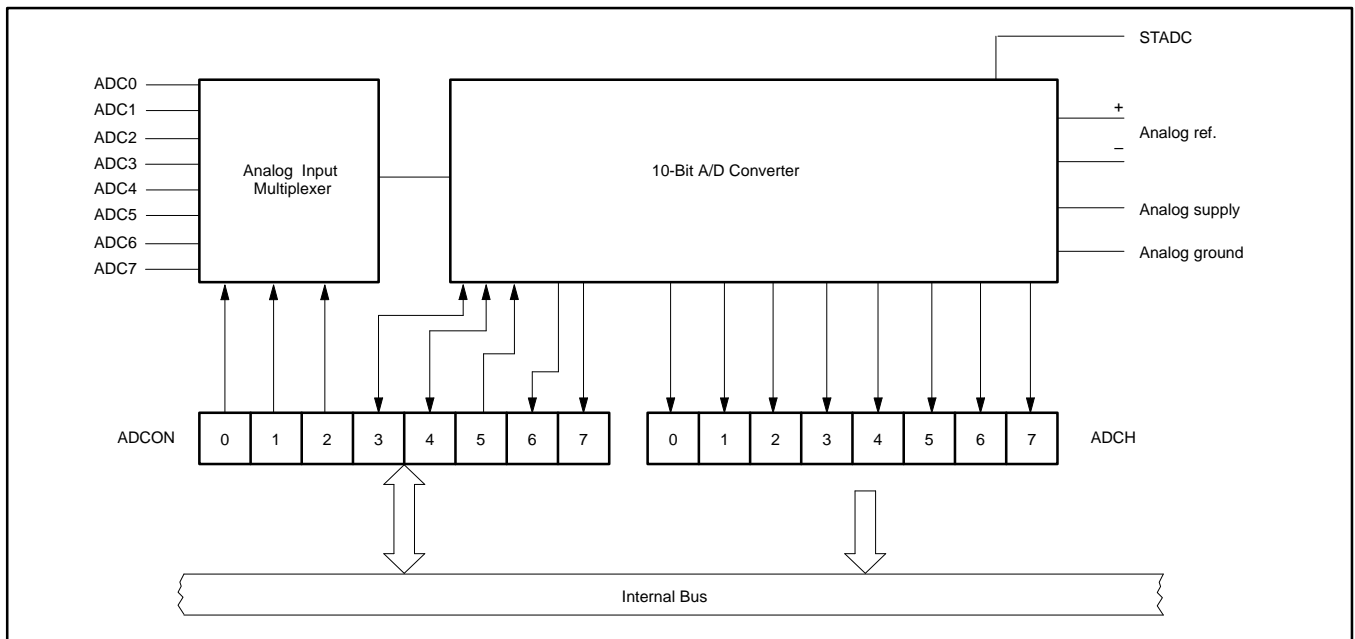 STADC
ADC0
ADC1
ADC2
ADC3
ADC4
ADC5
ADC6
ADC7
Analog Input
Multiplexer
10-Bit A/D Converter
+
Analog ref.
–
Analog supply
Analog ground
ADCON 0 1 2 3 4 5 6 7
0 1 2 3 4 5 6 7 ADCH
Internal Bus